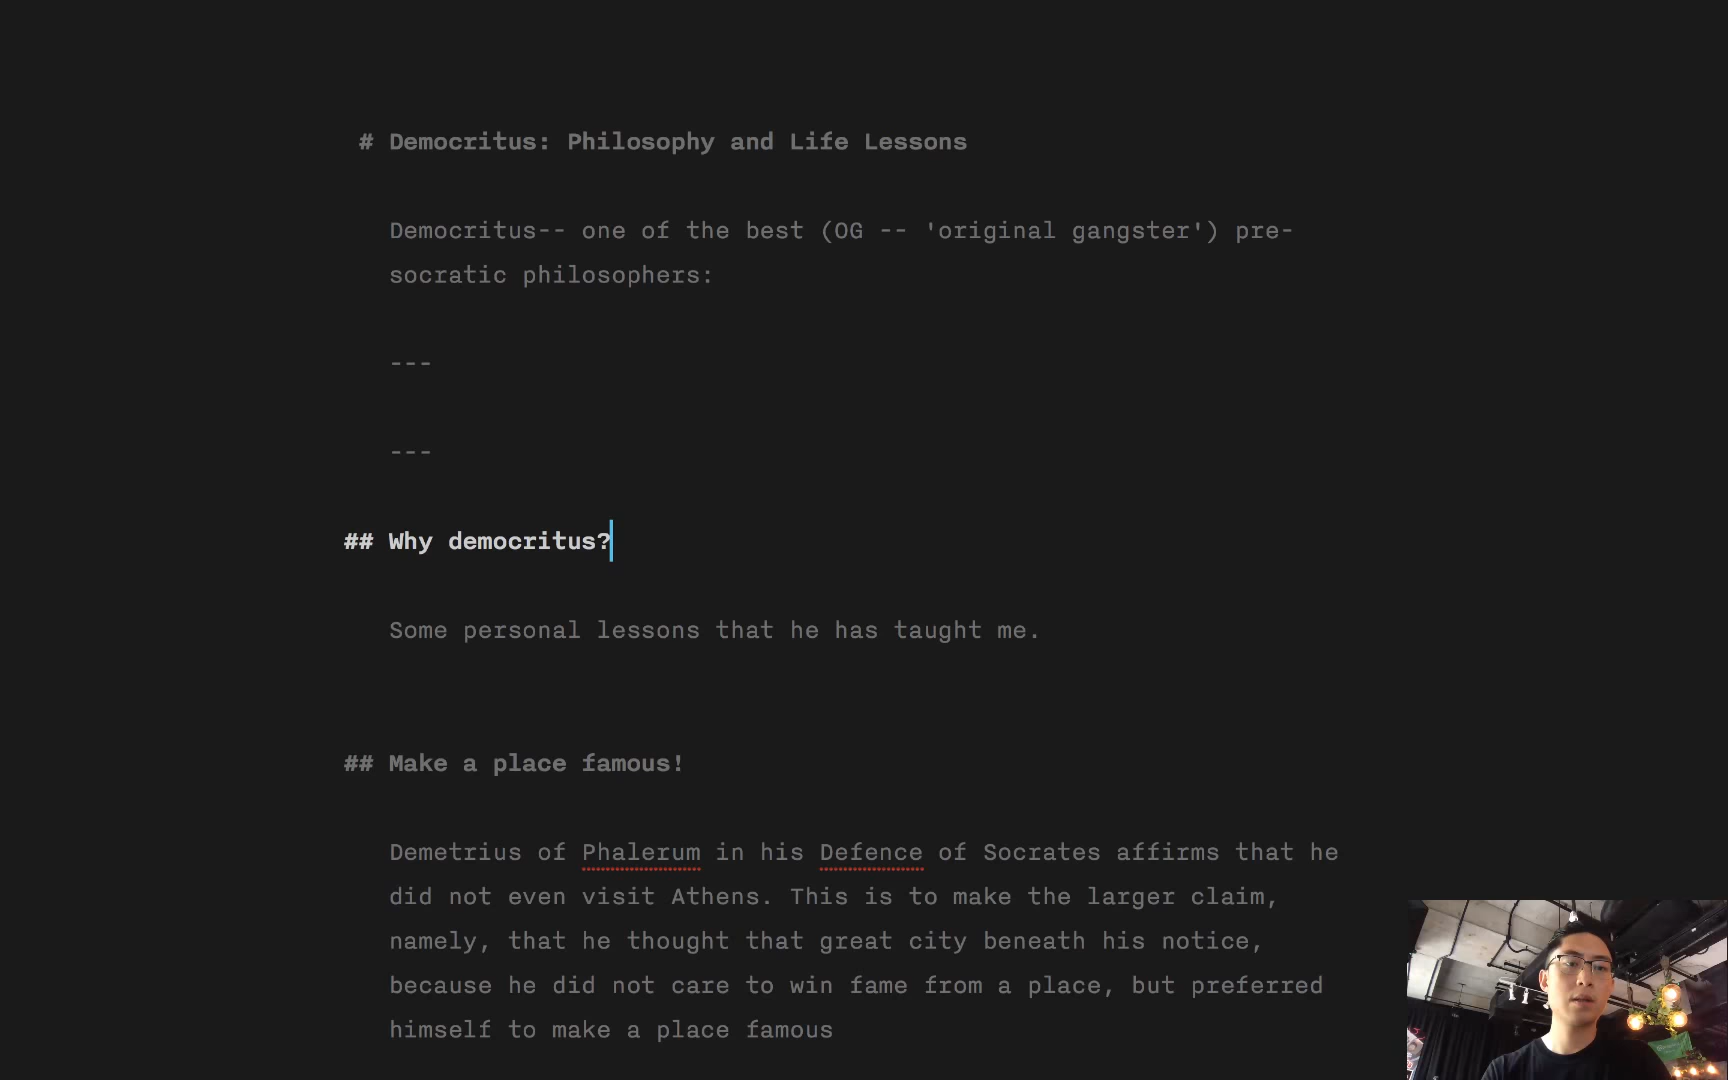 # Democritus: Philosophy and Life Lessons
Democritus-- one of the best (OG -- 'original gangster') pre-
socratic philosophers:
---
---
## Why democritus?
Some personal lessons that he has taught me.
## Make a place famous!
Demetrius of Phalerum in his Defence of Socrates affirms that he
did not even visit Athens. This is to make the larger claim,
namely, that he thought that great city beneath his notice,
because he did not care to win fame from a place, but preferred
himself to make a place famous